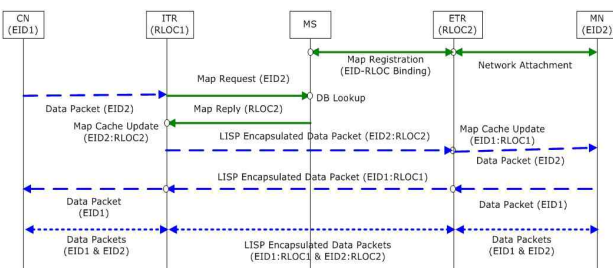 CN
(EID1)
ITR
(RLOC1)
MS
ETR
(RLOC2)
MN
(EID2)
Map Registration
(EID-RLOC Binding)
Network Attachment
Map Request (EID2)
Data Packet (EID2)
DB Lookup
Map Reply (RLOC2)
Map Cache Update
(EID2:RLOC2)
LISP Encapsulated Data Packet (EID2:RLOC2)
Map Cache Update
(EID1:RLOC1)
Data Packet (EID2)
LISP Encapsulated Data Packet (EID1:RLOC1)
Data Packet
(EID1)
Data Packet (EID1)
Data Packets
(EID1 & EID2)
LISP Encapsulated Data Packets
(EID1:RLOC1 & EID2:RLOC2)
Data Packets
(EID1 & EID2)